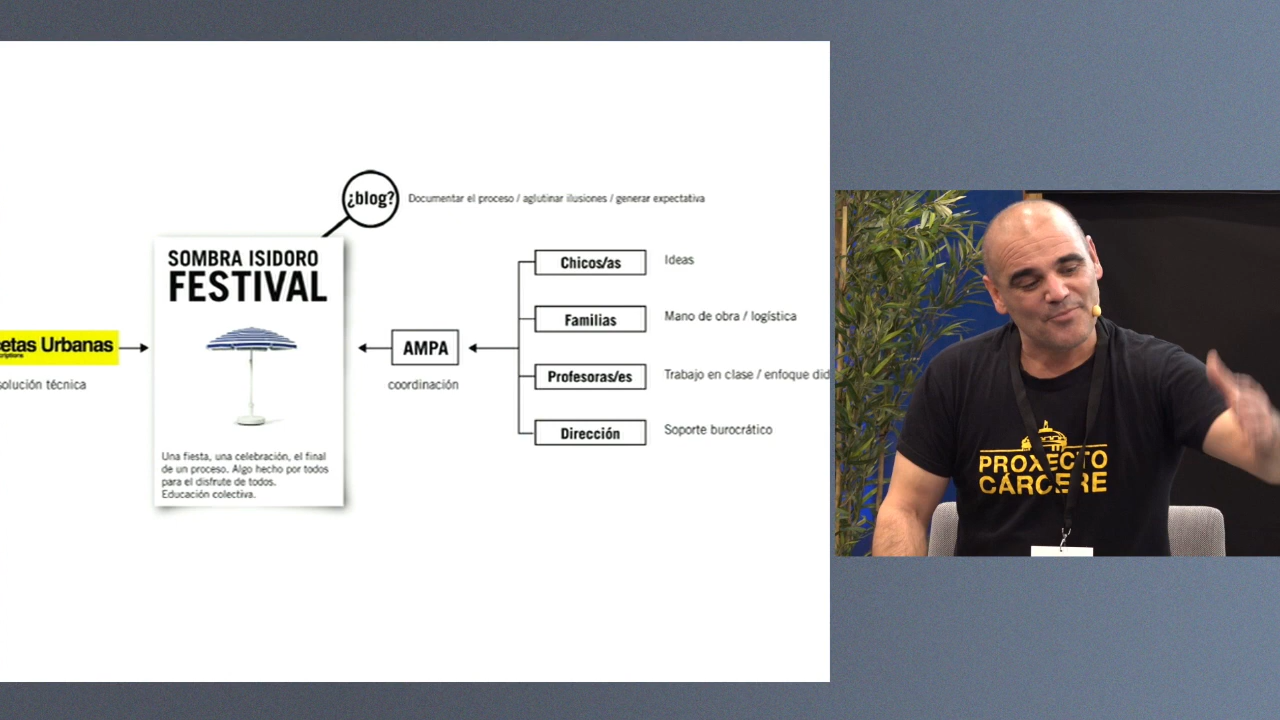 ¿blog?
Documentar el proceso / aglutinar ilusiones / generar expectativa
SOMBRA ISIDORO
FESTIVAL
Una fiesta, una celebración, el final
de un proceso. Algo hecho por todos
para el disfrute de todos.
Educación colectiva.
etas Urbanas
criptions
solución técnica
AMPA
coordinación
Chicos/as
Ideas
Familias
Mano de obra / logística
Profesoras/es
Trabajo en clase / enfoque did
Dirección
Soporte burocrático
PROXECTO
CÁRCERE